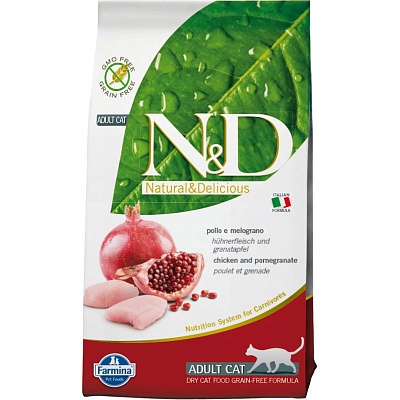 GMO FREE
GRAIN FREE
ADULT CAT
N&D
Natural&Delicious
ITALIAN
FORMULA
pollo e melograno
hühnerfleisch und
granatapfel
chicken and pomegranate
poulet et grenade
Nutrition System for Carnivores
Farmina
Pet Foods
ADULT CAT
DRY CAT FOOD GRAIN-FREE FORMULA